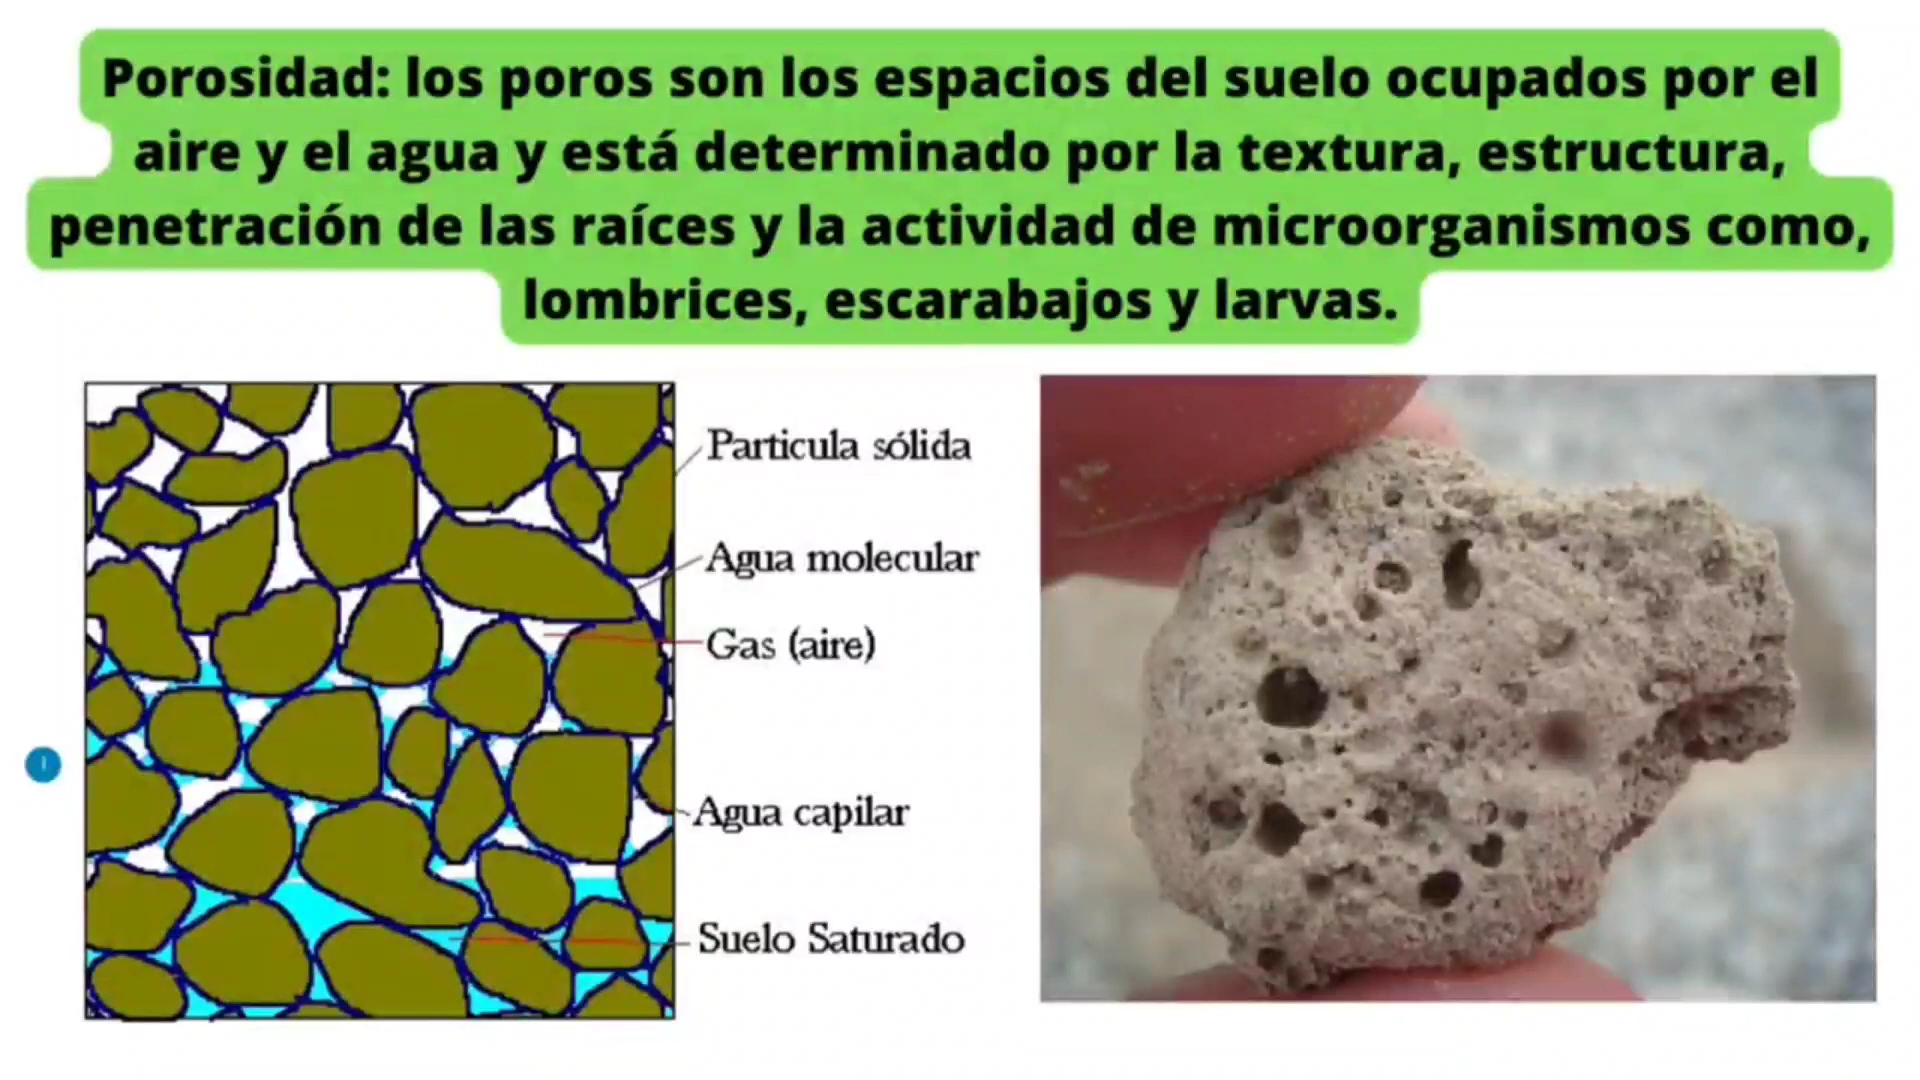 Porosidad: los poros son los espacios del suelo ocupados por el
aire y el agua y está determinado por la textura, estructura,
penetración de las raíces y la actividad de microorganismos como,
lombrices, escarabajos y larvas.
Particula sólida
Agua molecular
Gas (aire)
Agua capilar
Suelo Saturado